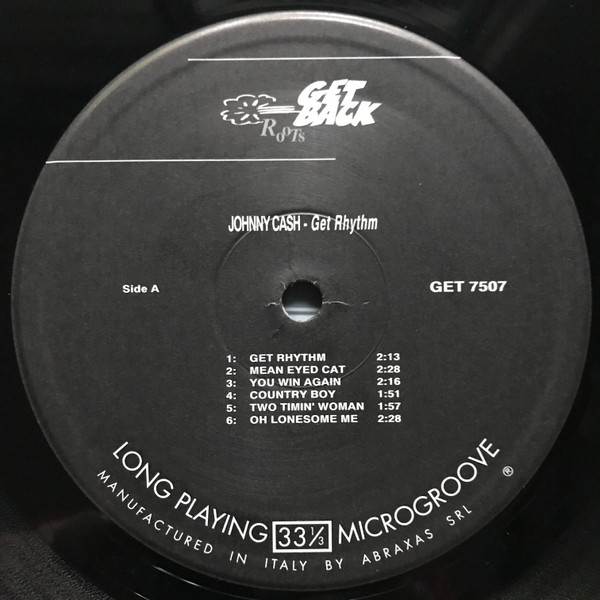 GET
BACK
Roots
JOHNNY CASH - Get Rhythm
Side A
GET 7507
1: GET RHYTHM 2:13
2: MEAN EYED CAT 2:28
3: YOU WIN AGAIN 2:16
4: COUNTRY BOY 1:51
5: TWO TIMIN' WOMAN 1:57
6: OH LONESOME ME 2:28
LONG PLAYING 33⅓ MICROGROOVE ®
MANUFACTURED IN ITALY BY ABRAXAS SRL